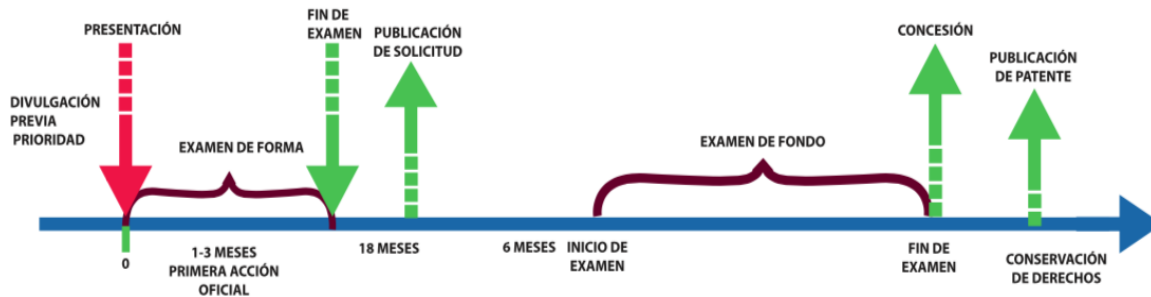 PRESENTACIÓN
FIN DE
EXAMEN
PUBLICACIÓN
DE SOLICITUD
CONCESIÓN
PUBLICACIÓN
DE PATENTE
DIVULGACIÓN
PREVIA
PRIORIDAD
EXAMEN DE FORMA
EXAMEN DE FONDO
0
1-3 MESES
PRIMERA ACCIÓN
OFICIAL
18 MESES
6 MESES
INICIO DE
EXAMEN
FIN DE
EXAMEN
CONSERVACIÓN
DE DERECHOS